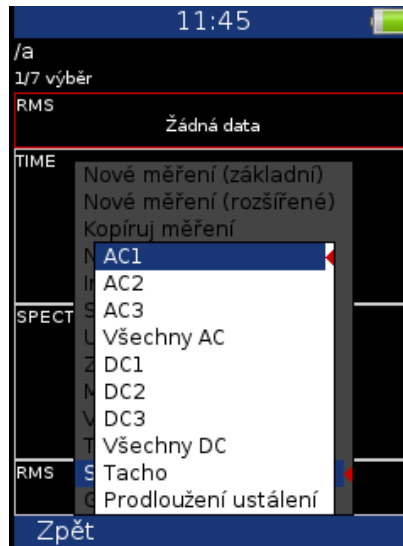 11:45
/a
1/7 výběr
RMS
Žádná data
TIME
Nové měření (základní)
Nové měření (rozšířené)
Kopíruj měření
AC1
AC2
AC3
SPECT
Všechny AC
DC1
DC2
DC3
Všechny DC
RMS
Tacho
Prodloužení ustálení
Zpět